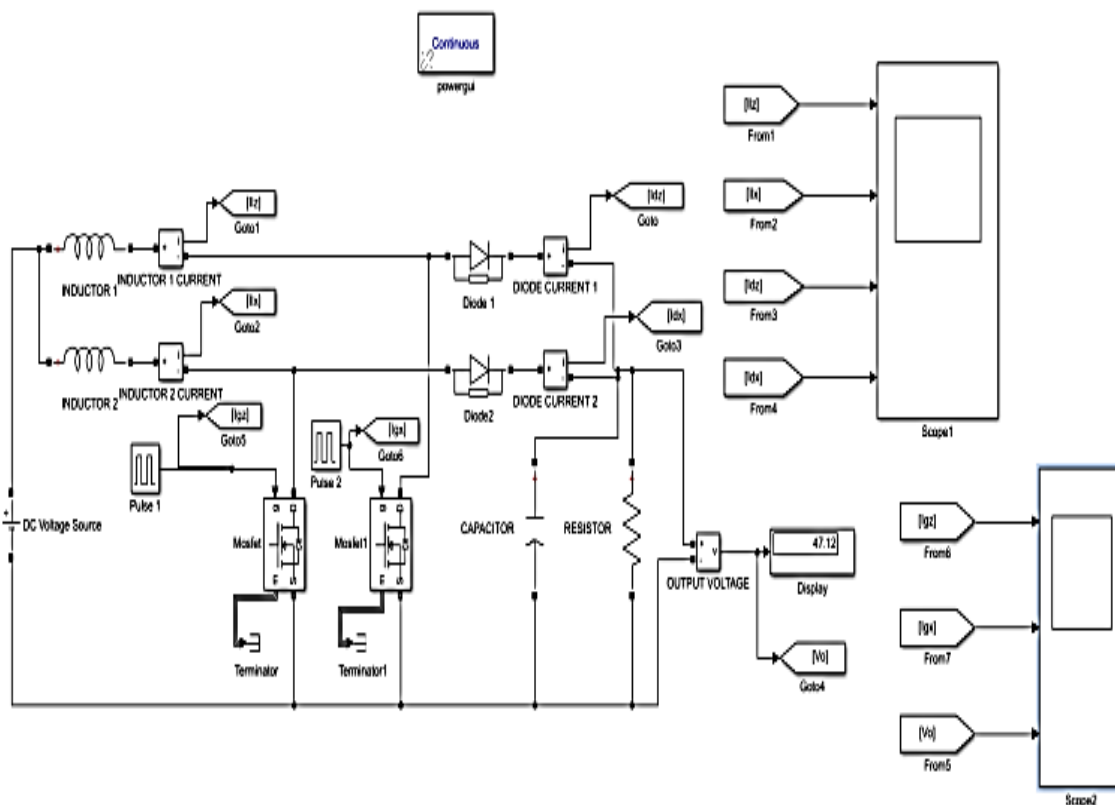 Continuous
powergui
[Ilz]
From1
[Ilx]
From2
[Idz]
From3
[Idx]
From4
Scope1
[Ilz]
Goto1
[Idz]
Goto
INDUCTOR 1
INDUCTOR 1 CURRENT
Diode 1
DIODE CURRENT 1
[Ilx]
Goto2
[Idx]
Goto3
INDUCTOR 2
INDUCTOR 2 CURRENT
Diode2
DIODE CURRENT 2
[Igz]
Goto5
[Igx]
Goto6
Pulse 1
Pulse 2
DC Voltage Source
Mosfet
Mosfet1
CAPACITOR
RESISTOR
OUTPUT VOLTAGE
47.12
Display
Terminator
Terminator1
[Vo]
Goto4
[Igz]
From6
[Igx]
From7
[Vo]
From5
Scope2